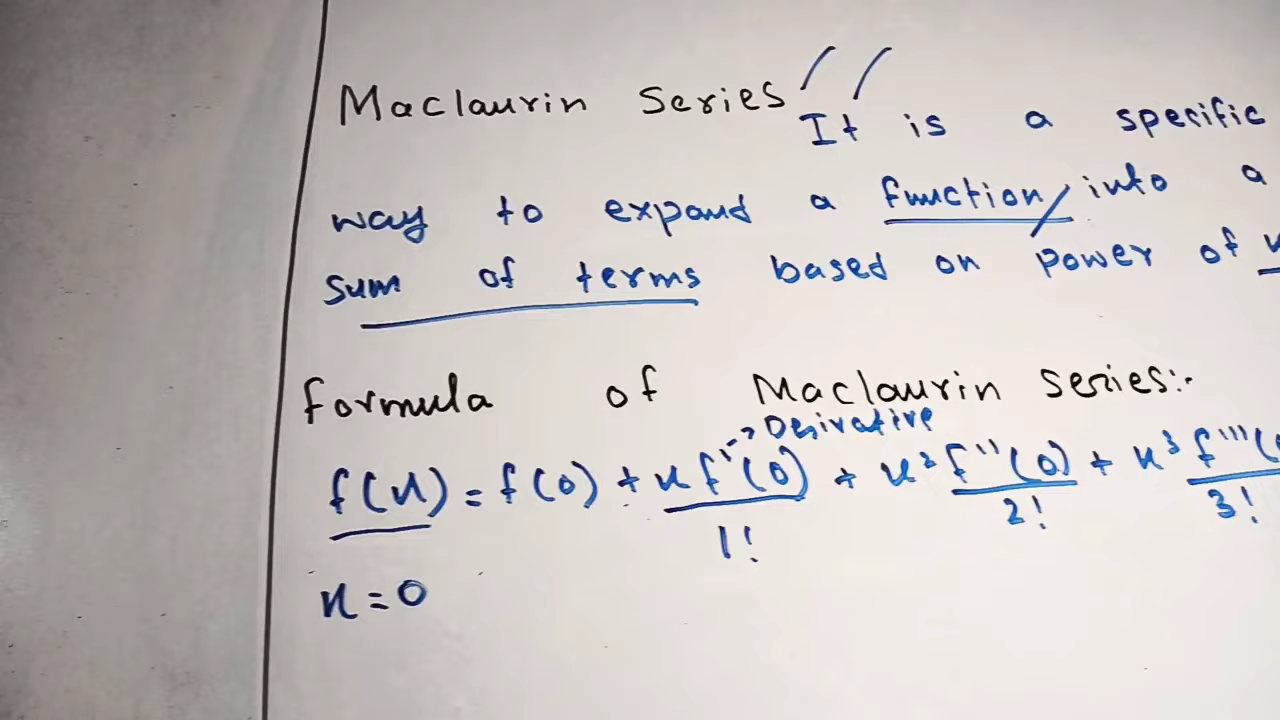 Maclaurin Series
It is a specific
way to expand a function into a
sum of terms based on power of
Formula of Maclaurin series:-
-> Derivative
f(x) = f(0) + x f'(0)/1! + x² f''(0)/2! + x³ f'''(0/3!
x = 0